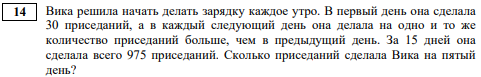 14 Вика решила начать делать зарядку каждое утро. В первый день она сделала
30 приседаний, а в каждый следующий день она делала на одно и то же
количество приседаний больше, чем в предыдущий день. За 15 дней она
сделала всего 975 приседаний. Сколько приседаний сделала Вика на пятый
день?